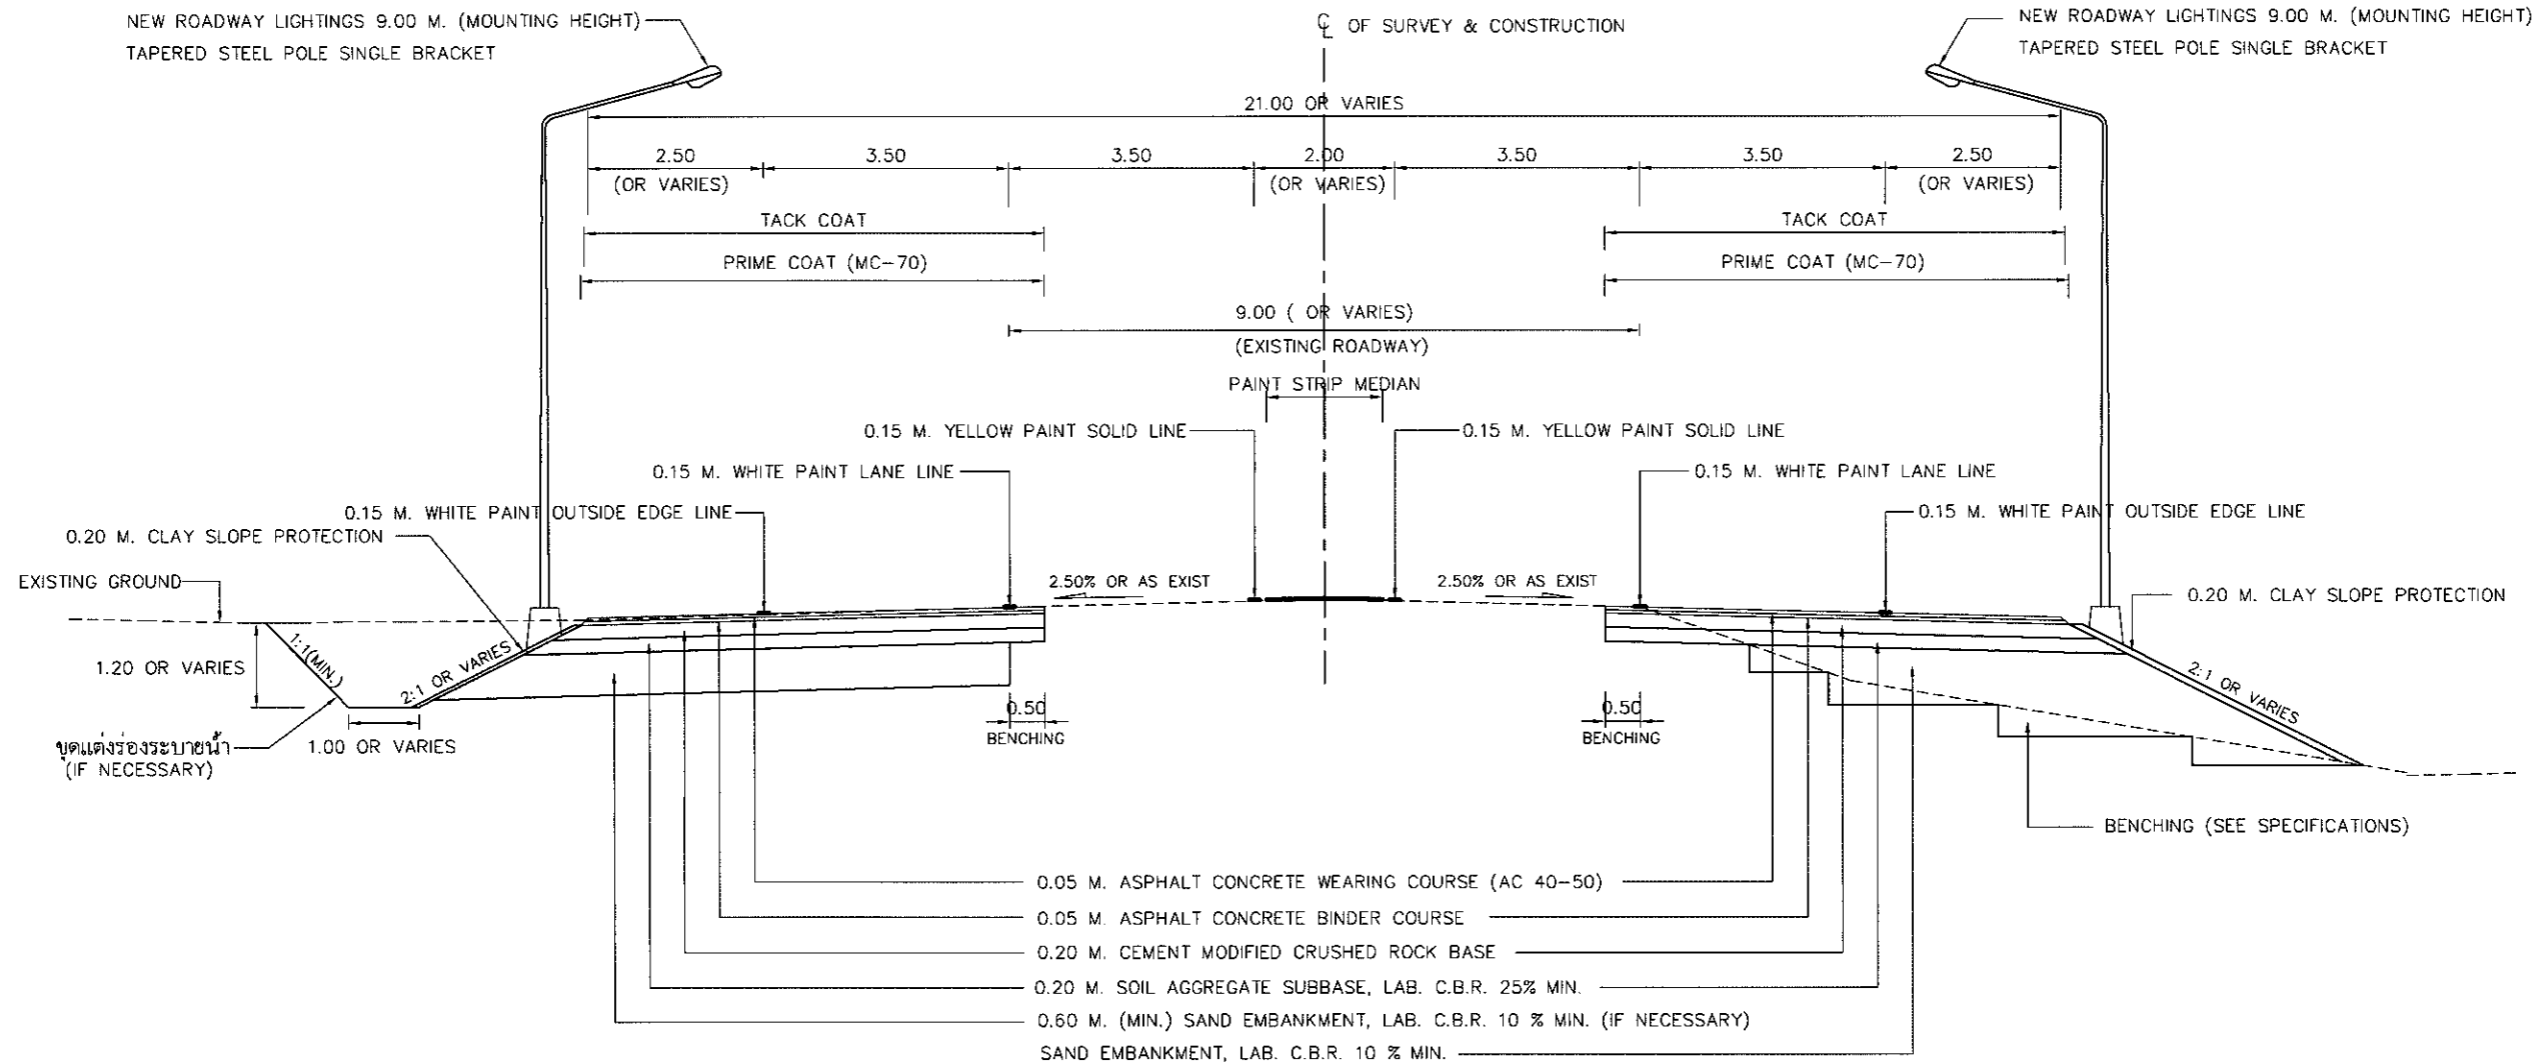 NEW ROADWAY LIGHTINGS 9.00 M. (MOUNTING HEIGHT)
TAPERED STEEL POLE SINGLE BRACKET
℄ OF SURVEY & CONSTRUCTION
NEW ROADWAY LIGHTINGS 9.00 M. (MOUNTING HEIGHT)
TAPERED STEEL POLE SINGLE BRACKET
21.00 OR VARIES
2.50
3.50
3.50
2.00
3.50
3.50
2.50
(OR VARIES)
(OR VARIES)
(OR VARIES)
TACK COAT
TACK COAT
PRIME COAT (MC-70)
PRIME COAT (MC-70)
9.00 ( OR VARIES)
(EXISTING ROADWAY)
PAINT STRIP MEDIAN
0.15 M. YELLOW PAINT SOLID LINE
0.15 M. YELLOW PAINT SOLID LINE
0.15 M. WHITE PAINT LANE LINE
0.15 M. WHITE PAINT LANE LINE
0.15 M. WHITE PAINT OUTSIDE EDGE LINE
0.15 M. WHITE PAINT OUTSIDE EDGE LINE
0.20 M. CLAY SLOPE PROTECTION
EXISTING GROUND
2.50% OR AS EXIST
2.50% OR AS EXIST
0.20 M. CLAY SLOPE PROTECTION
1.20 OR VARIES
1:1(MIN.)
2:1 OR VARIES
2:1 OR VARIES
0.50
BENCHING
0.50
BENCHING
ขุดแต่งร่องระบายน้ำ
(IF NECESSARY)
1.00 OR VARIES
BENCHING (SEE SPECIFICATIONS)
0.05 M. ASPHALT CONCRETE WEARING COURSE (AC 40-50)
0.05 M. ASPHALT CONCRETE BINDER COURSE
0.20 M. CEMENT MODIFIED CRUSHED ROCK BASE
0.20 M. SOIL AGGREGATE SUBBASE, LAB. C.B.R. 25% MIN.
0.60 M. (MIN.) SAND EMBANKMENT, LAB. C.B.R. 10 % MIN. (IF NECESSARY)
SAND EMBANKMENT, LAB. C.B.R. 10 % MIN.